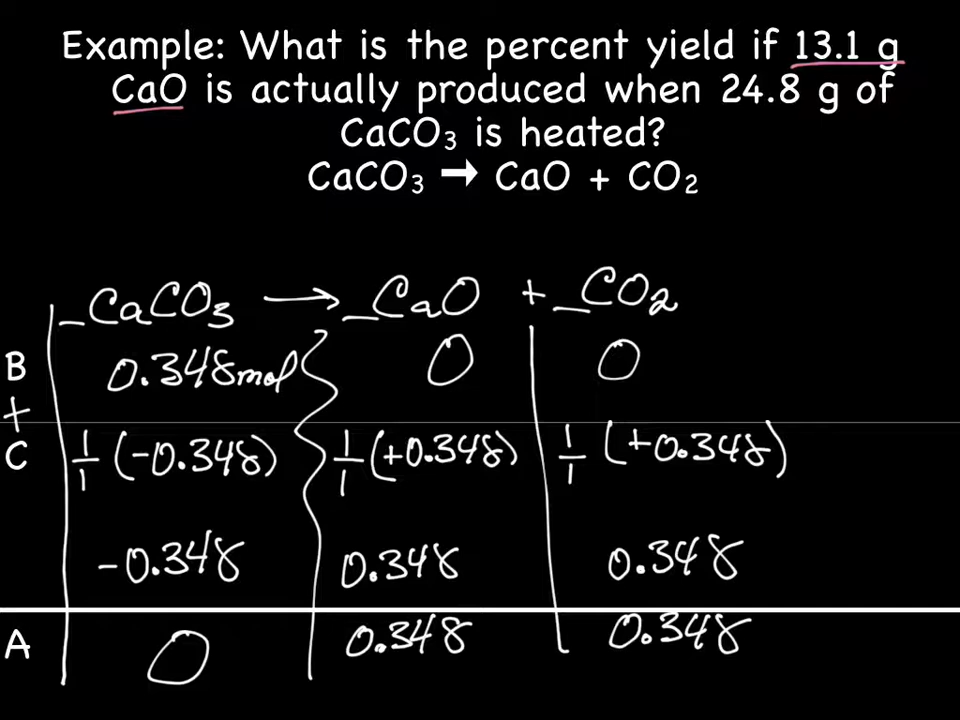 Example: What is the percent yield if 13.1 g
CaO is actually produced when 24.8 g of
CaCO₃ is heated?
CaCO₃ → CaO + CO₂
_CaCO₃ → _CaO + _CO₂
B 0.348mol 0 0
+
C 1/1 (-0.348) 1/1 (+0.348) 1/1 (+0.348)
-0.348 0.348 0.348
A 0 0.348 0.348